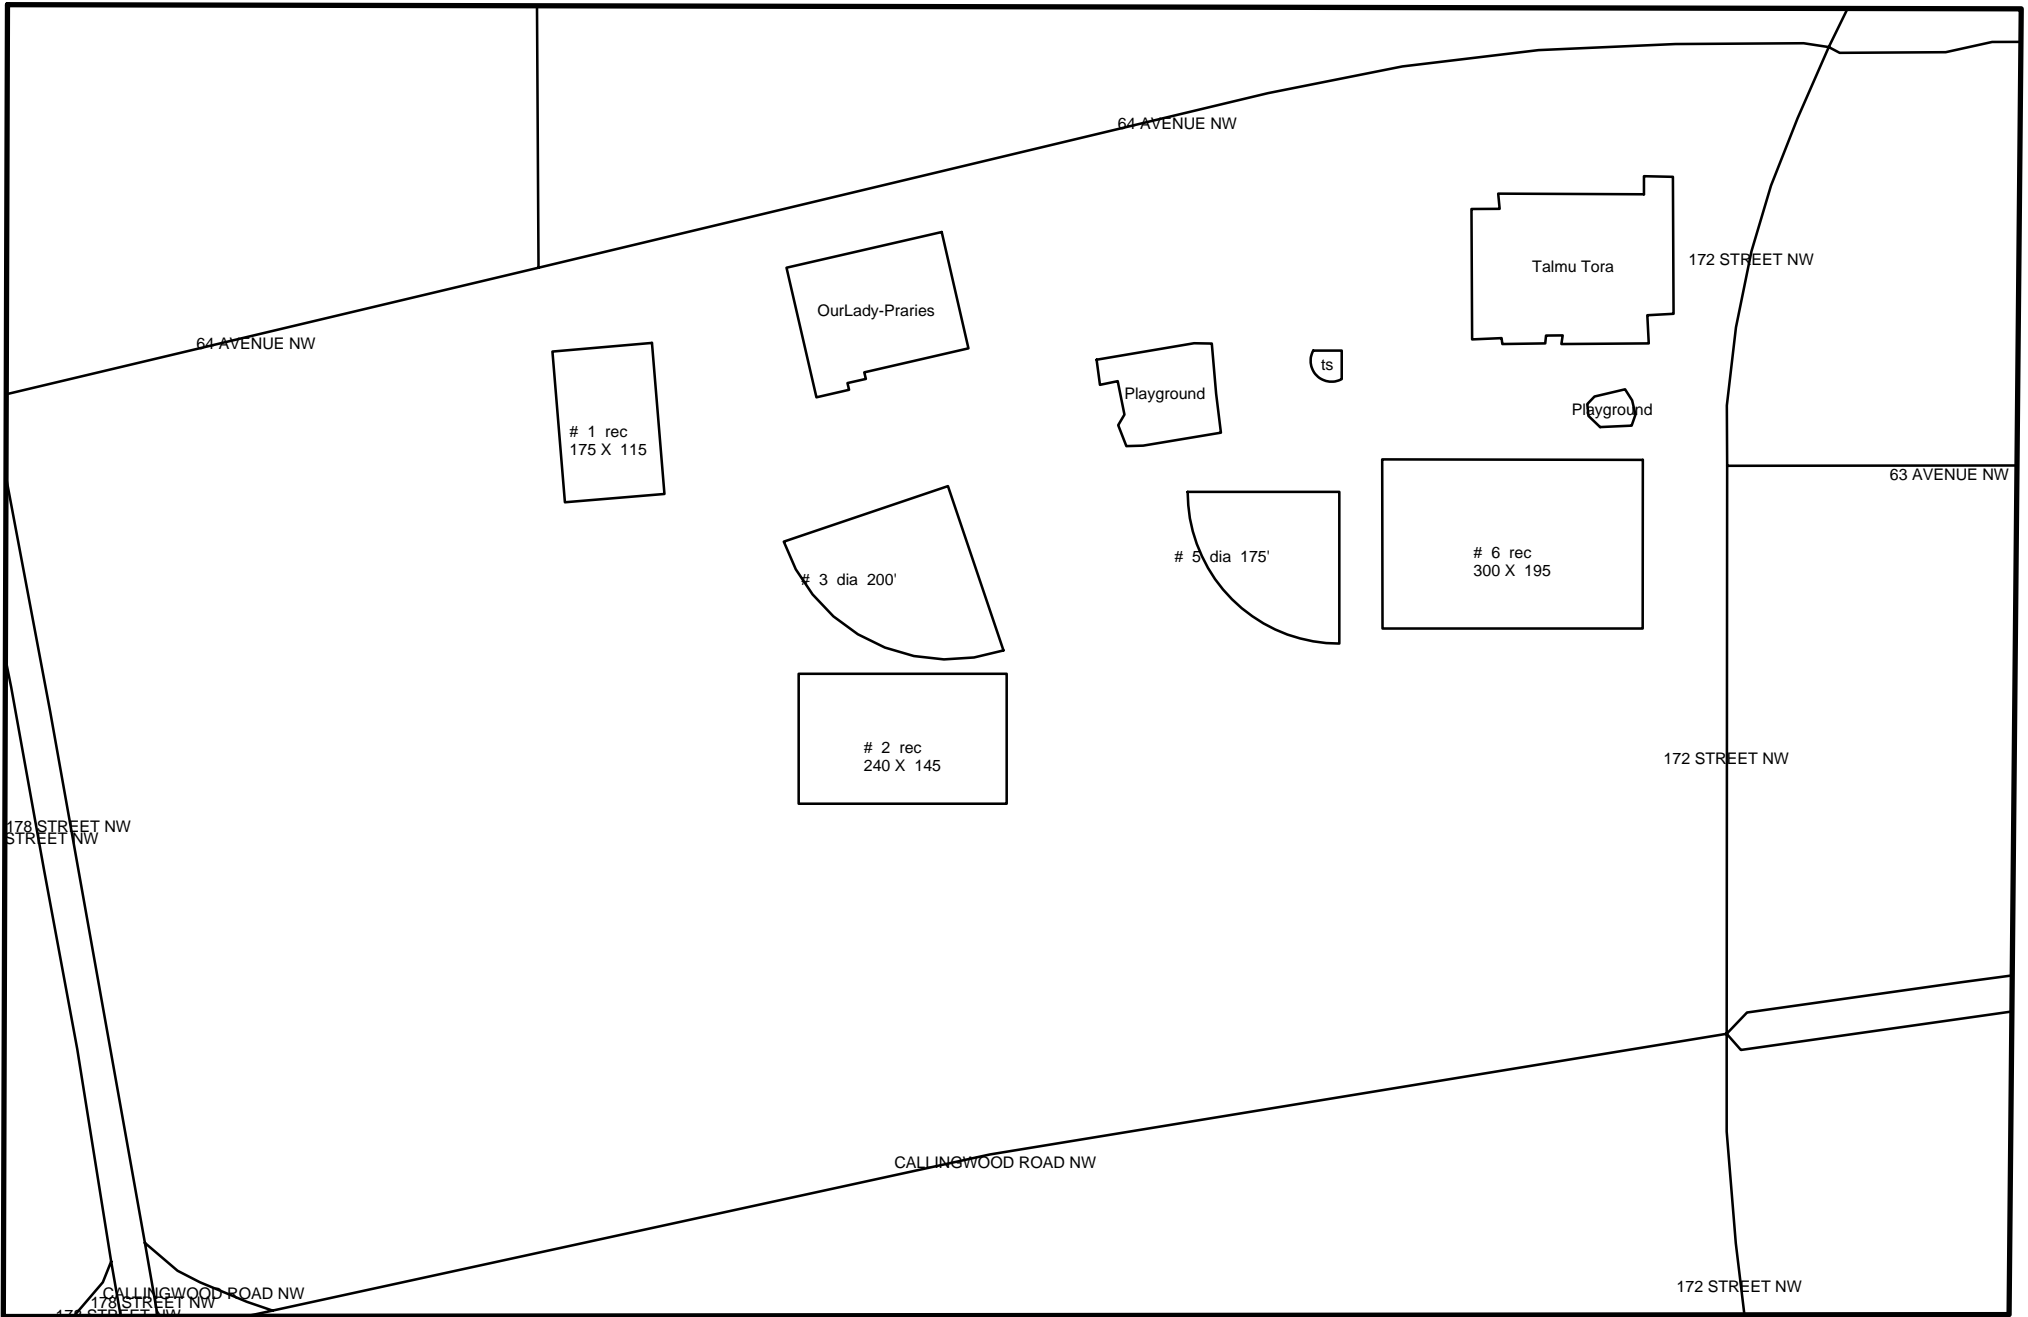 64 AVENUE NW
172 STREET NW
Talmu Tora
OurLady-Praries
64 AVENUE NW
ts
Playground
Playground
# 1 rec
175 X 115
63 AVENUE NW
# 5 dia 175'
# 6 rec
300 X 195
# 3 dia 200'
# 2 rec
240 X 145
172 STREET NW
178 STREET NW
STREET NW
CALLINGWOOD ROAD NW
172 STREET NW
CALLINGWOOD ROAD NW
178 STREET NW
178 STREET NW